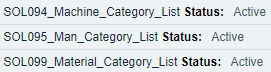 SOL094_Machine_Category_List Status: Active
SOL095_Man_Category_List Status: Active
SOL099_Material_Category_List Status: Active